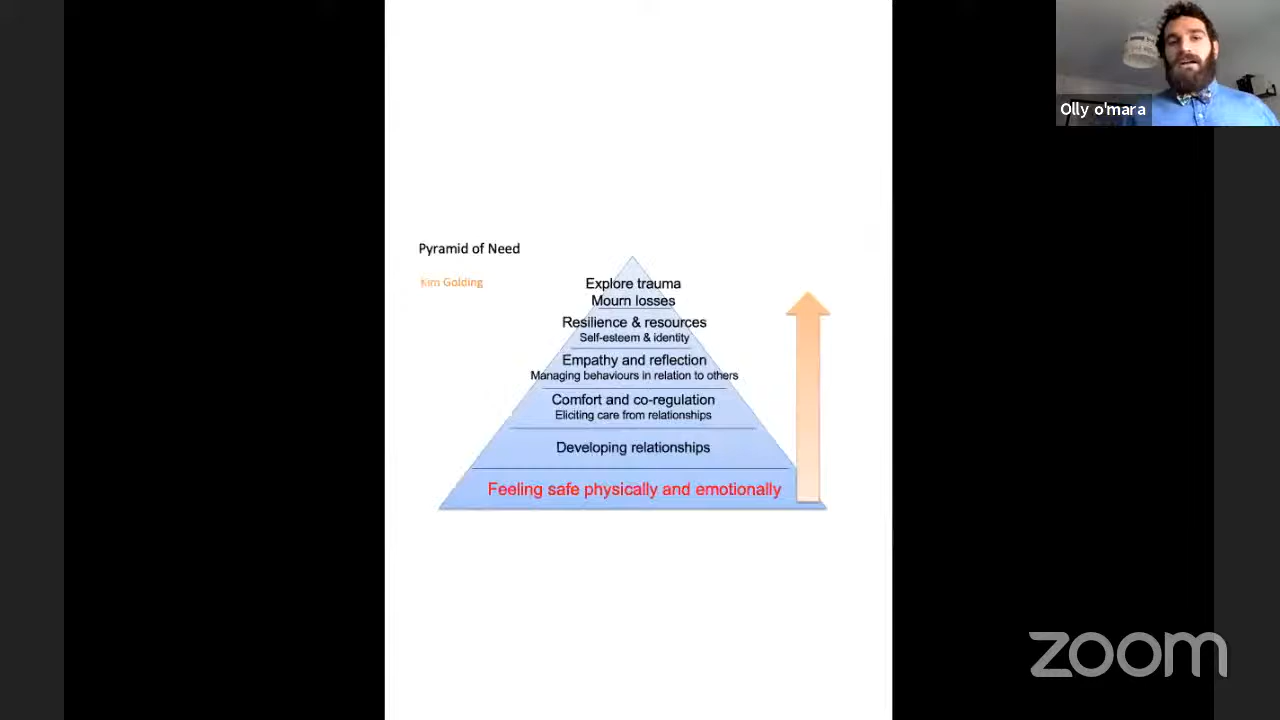 Olly o'mara
Pyramid of Need
Kim Golding
Explore trauma
Mourn losses
Resilience & resources
Self-esteem & identity
Empathy and reflection
Managing behaviours in relation to others
Comfort and co-regulation
Eliciting care from relationships
Developing relationships
Feeling safe physically and emotionally
zoom